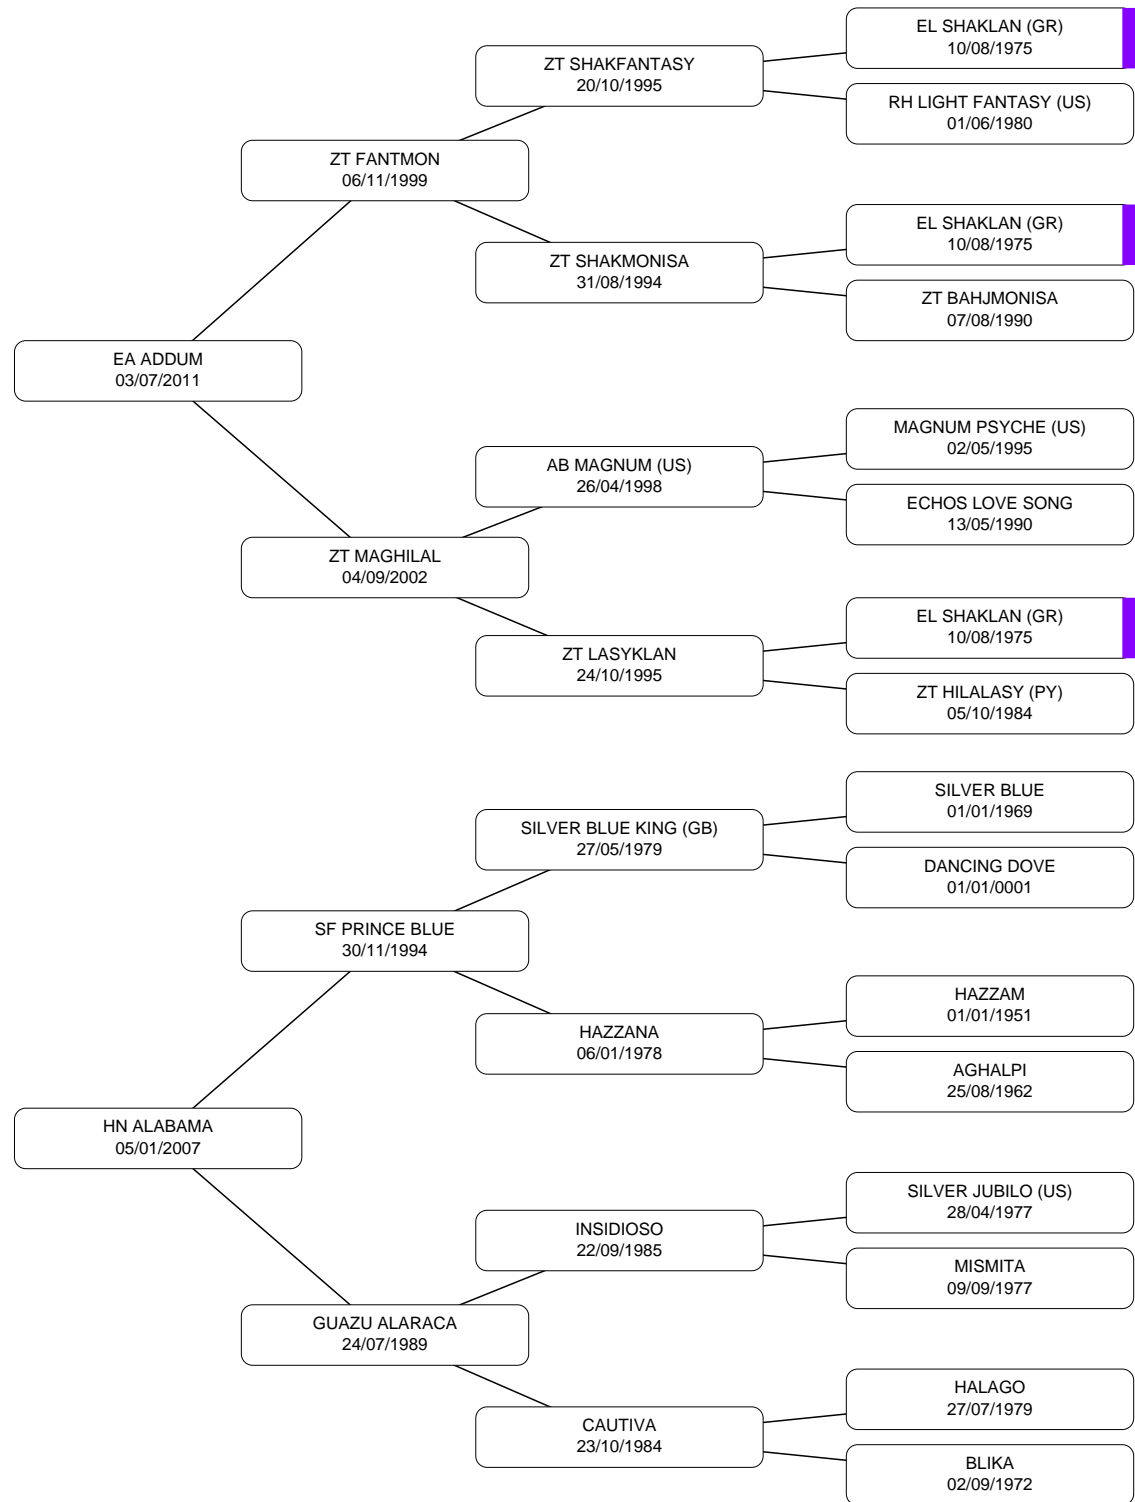 EL SHAKLAN (GR)
10/08/1975
ZT SHAKFANTASY
20/10/1995
RH LIGHT FANTASY (US)
01/06/1980
ZT FANTMON
06/11/1999
EL SHAKLAN (GR)
10/08/1975
ZT SHAKMONISA
31/08/1994
ZT BAHJMONISA
07/08/1990
EA ADDUM
03/07/2011
MAGNUM PSYCHE (US)
02/05/1995
AB MAGNUM (US)
26/04/1998
ECHOS LOVE SONG
13/05/1990
ZT MAGHILAL
04/09/2002
EL SHAKLAN (GR)
10/08/1975
ZT LASYKLAN
24/10/1995
ZT HILALASY (PY)
05/10/1984
SILVER BLUE
01/01/1969
SILVER BLUE KING (GB)
27/05/1979
DANCING DOVE
01/01/0001
SF PRINCE BLUE
30/11/1994
HAZZAM
01/01/1951
HAZZANA
06/01/1978
AGHALPI
25/08/1962
HN ALABAMA
05/01/2007
SILVER JUBILO (US)
28/04/1977
INSIDIOSO
22/09/1985
MISMITA
09/09/1977
GUAZU ALARACA
24/07/1989
HALAGO
27/07/1979
CAUTIVA
23/10/1984
BLIKA
02/09/1972